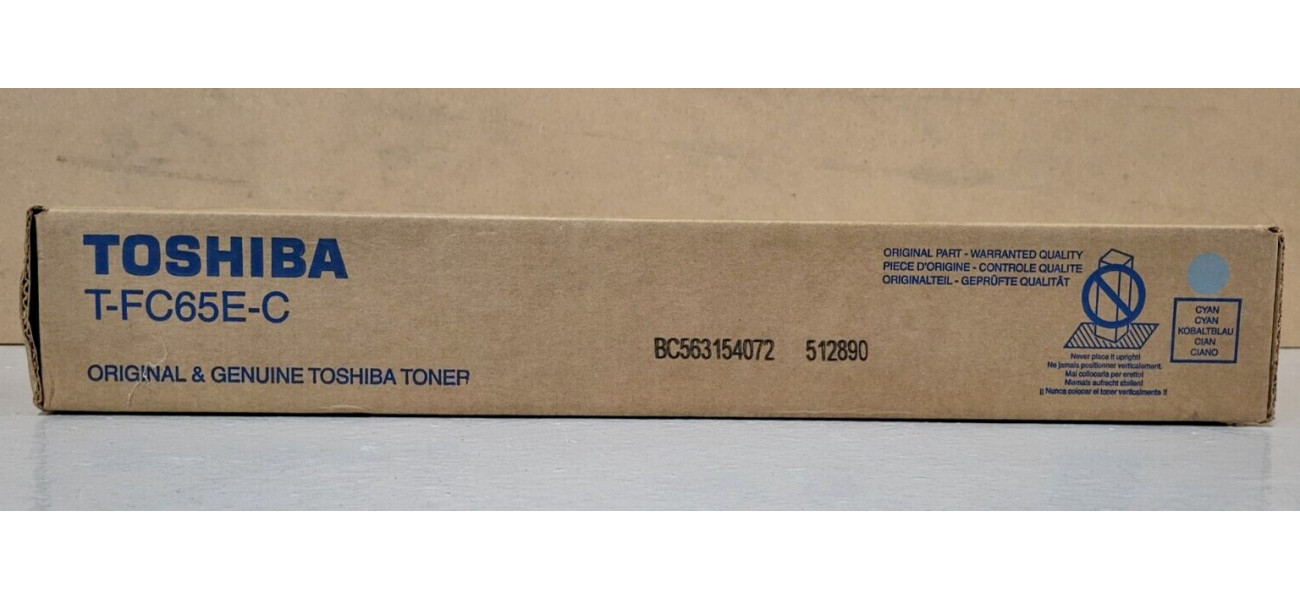 TOSHIBA
T-FC65E-C
ORIGINAL & GENUINE TOSHIBA TONER
BC563154072 512890
ORIGINAL PART - WARRANTED QUALITY
PIECE D'ORIGINE - CONTROLE QUALITE
ORIGINALTEIL - GEPRÜFTE QUALITÄT
Never place it upright!
Ne jamais positionner verticalement.
Mai collocarla per eretto!
Niemals aufrecht stellen!
¡¡ Nunca colocar el toner verticalmente !!
CYAN
CYAN
KOBALTBLAU
CIAN
CIANO